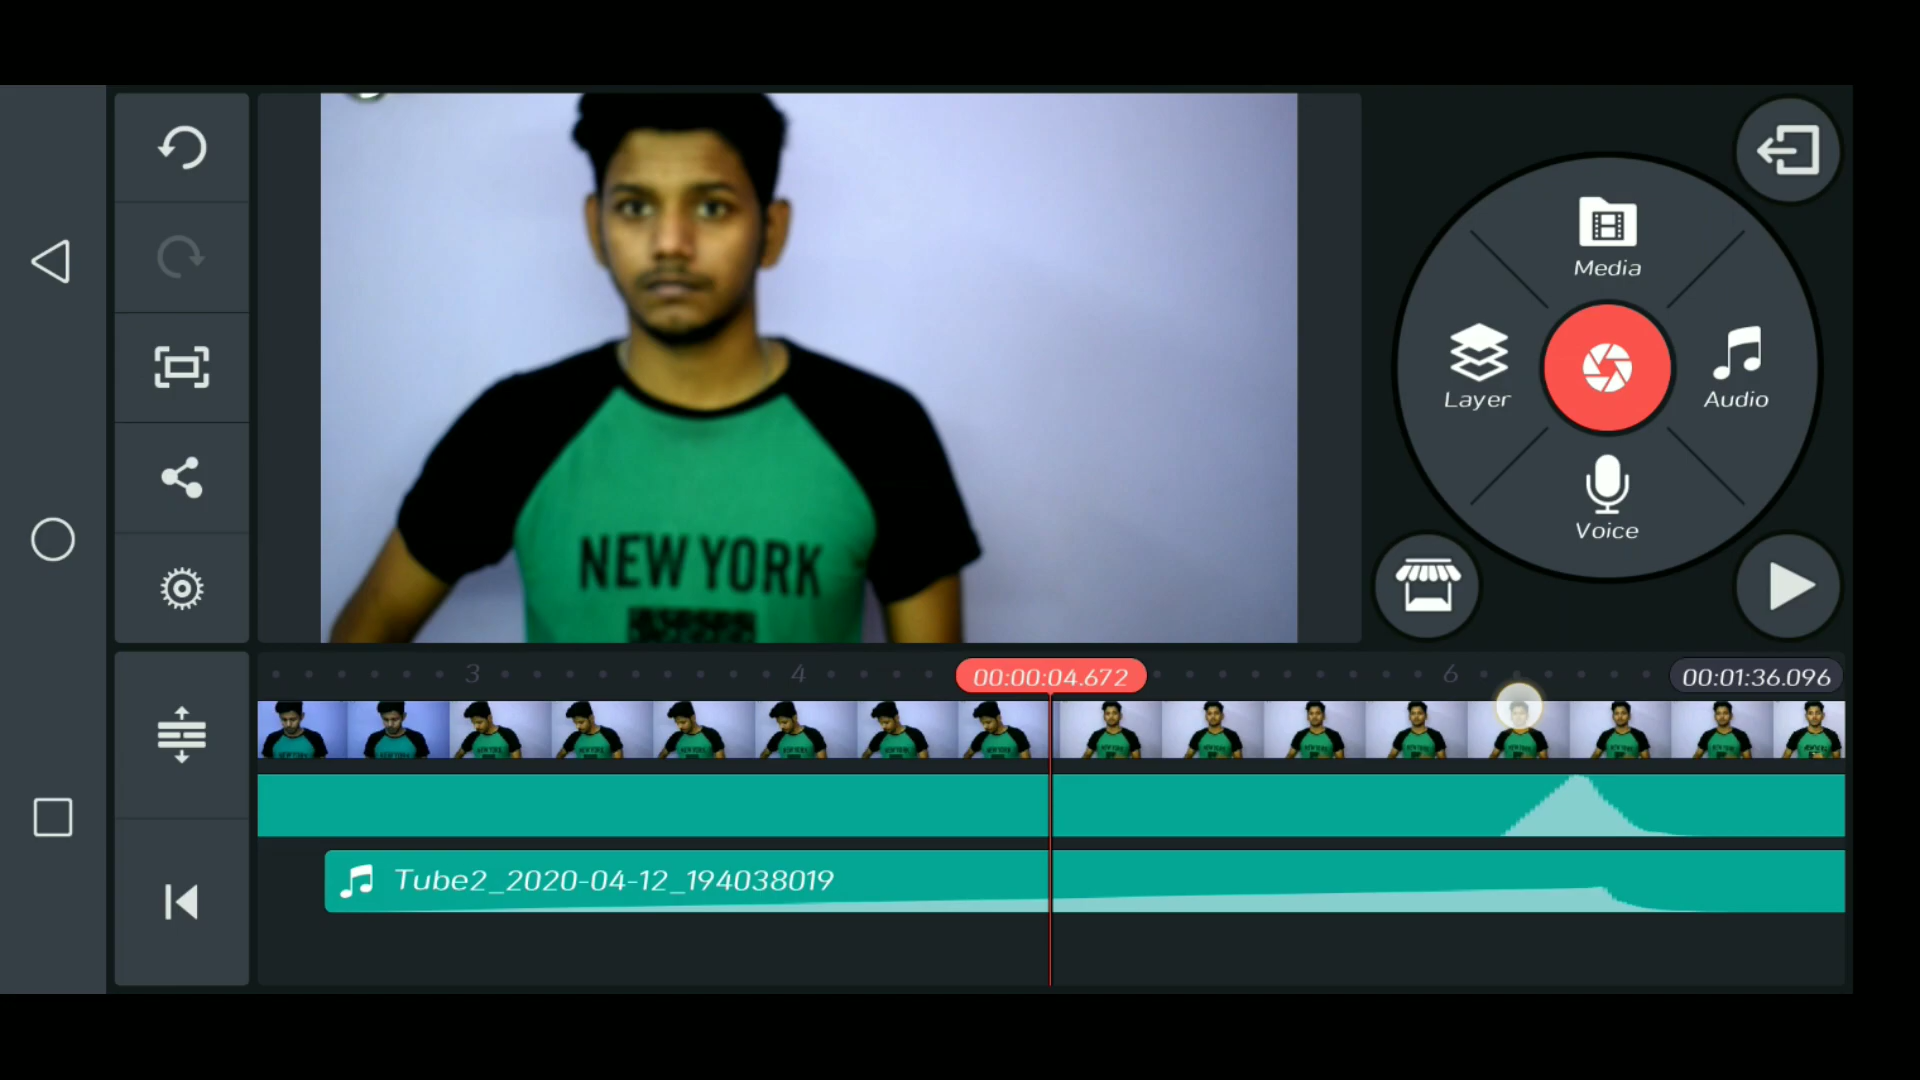 Media
Layer
Audio
Voice
NEW YORK
3
4
00:00:04.672
6
00:01:36.096
Tube2_2020-04-12_194038019